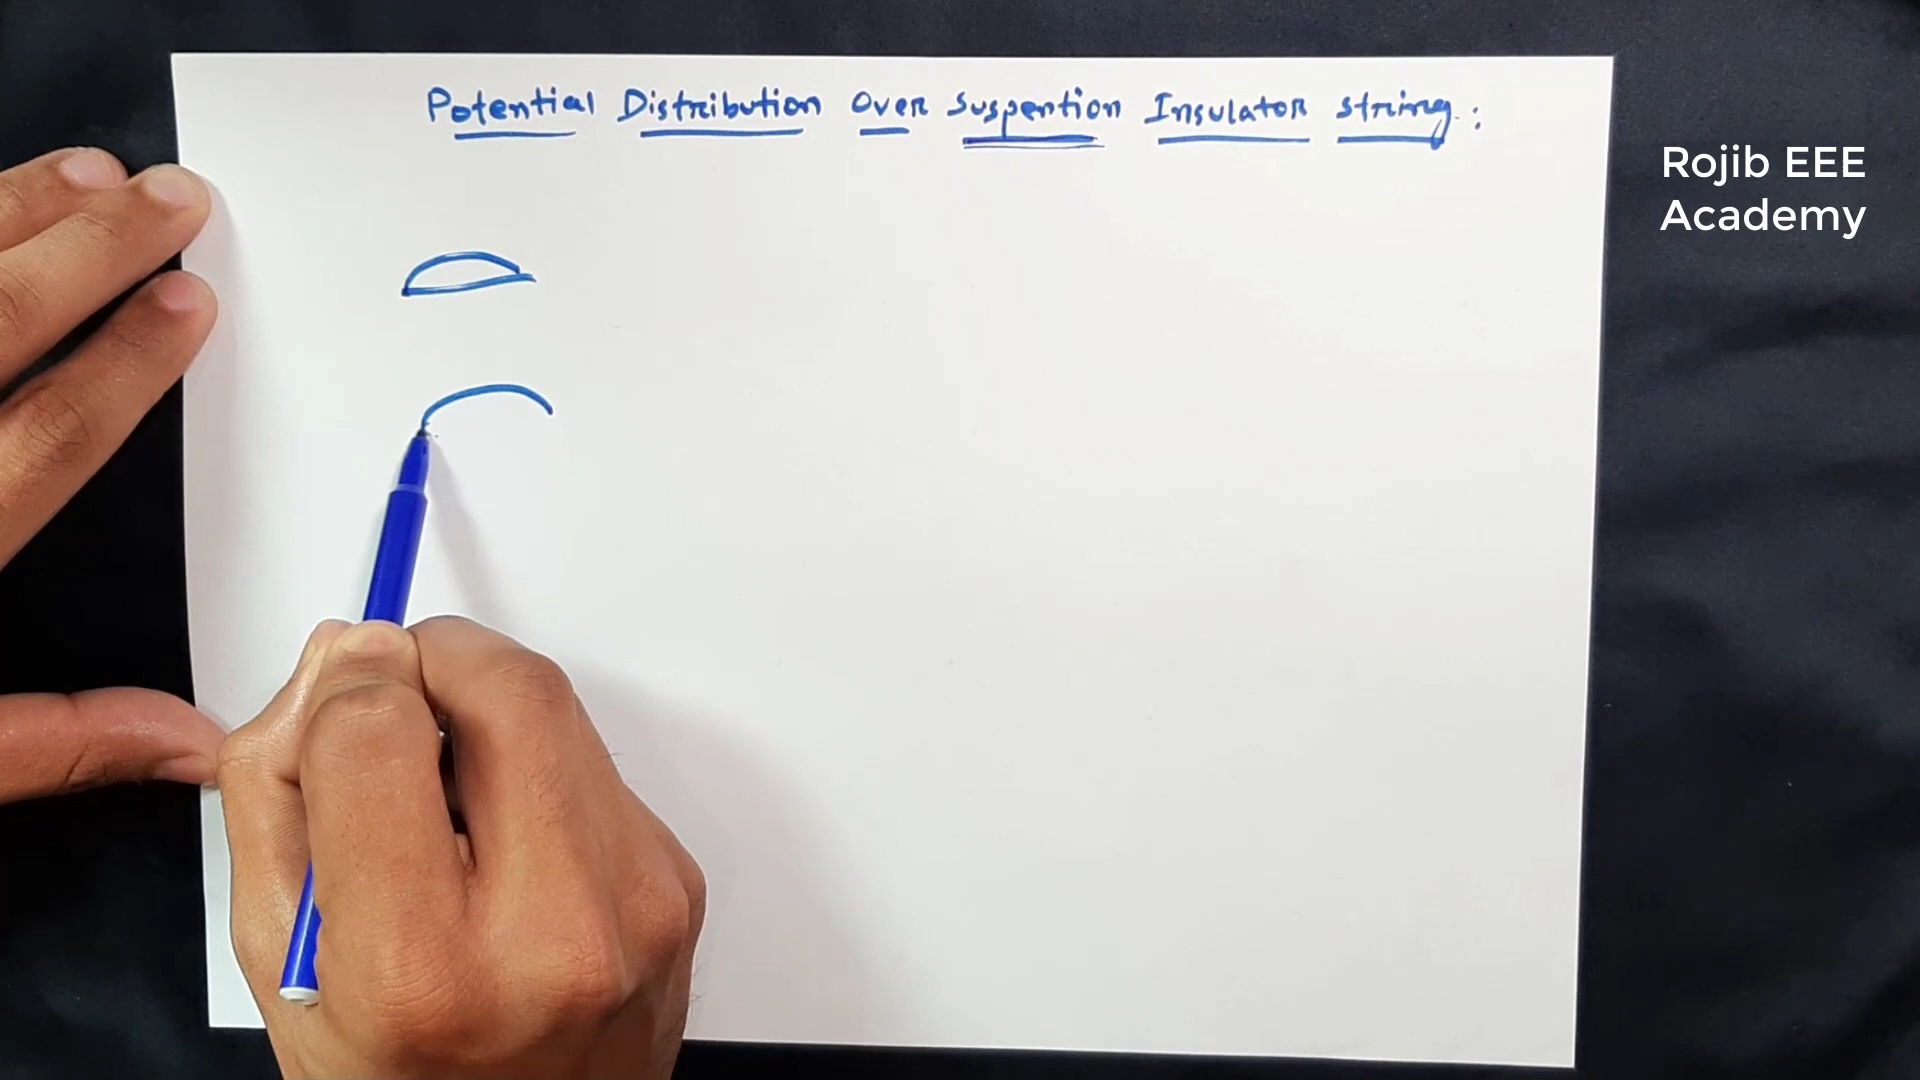 Potential Distribution Over Suspention Insulator string:
Rojib EEE
Academy